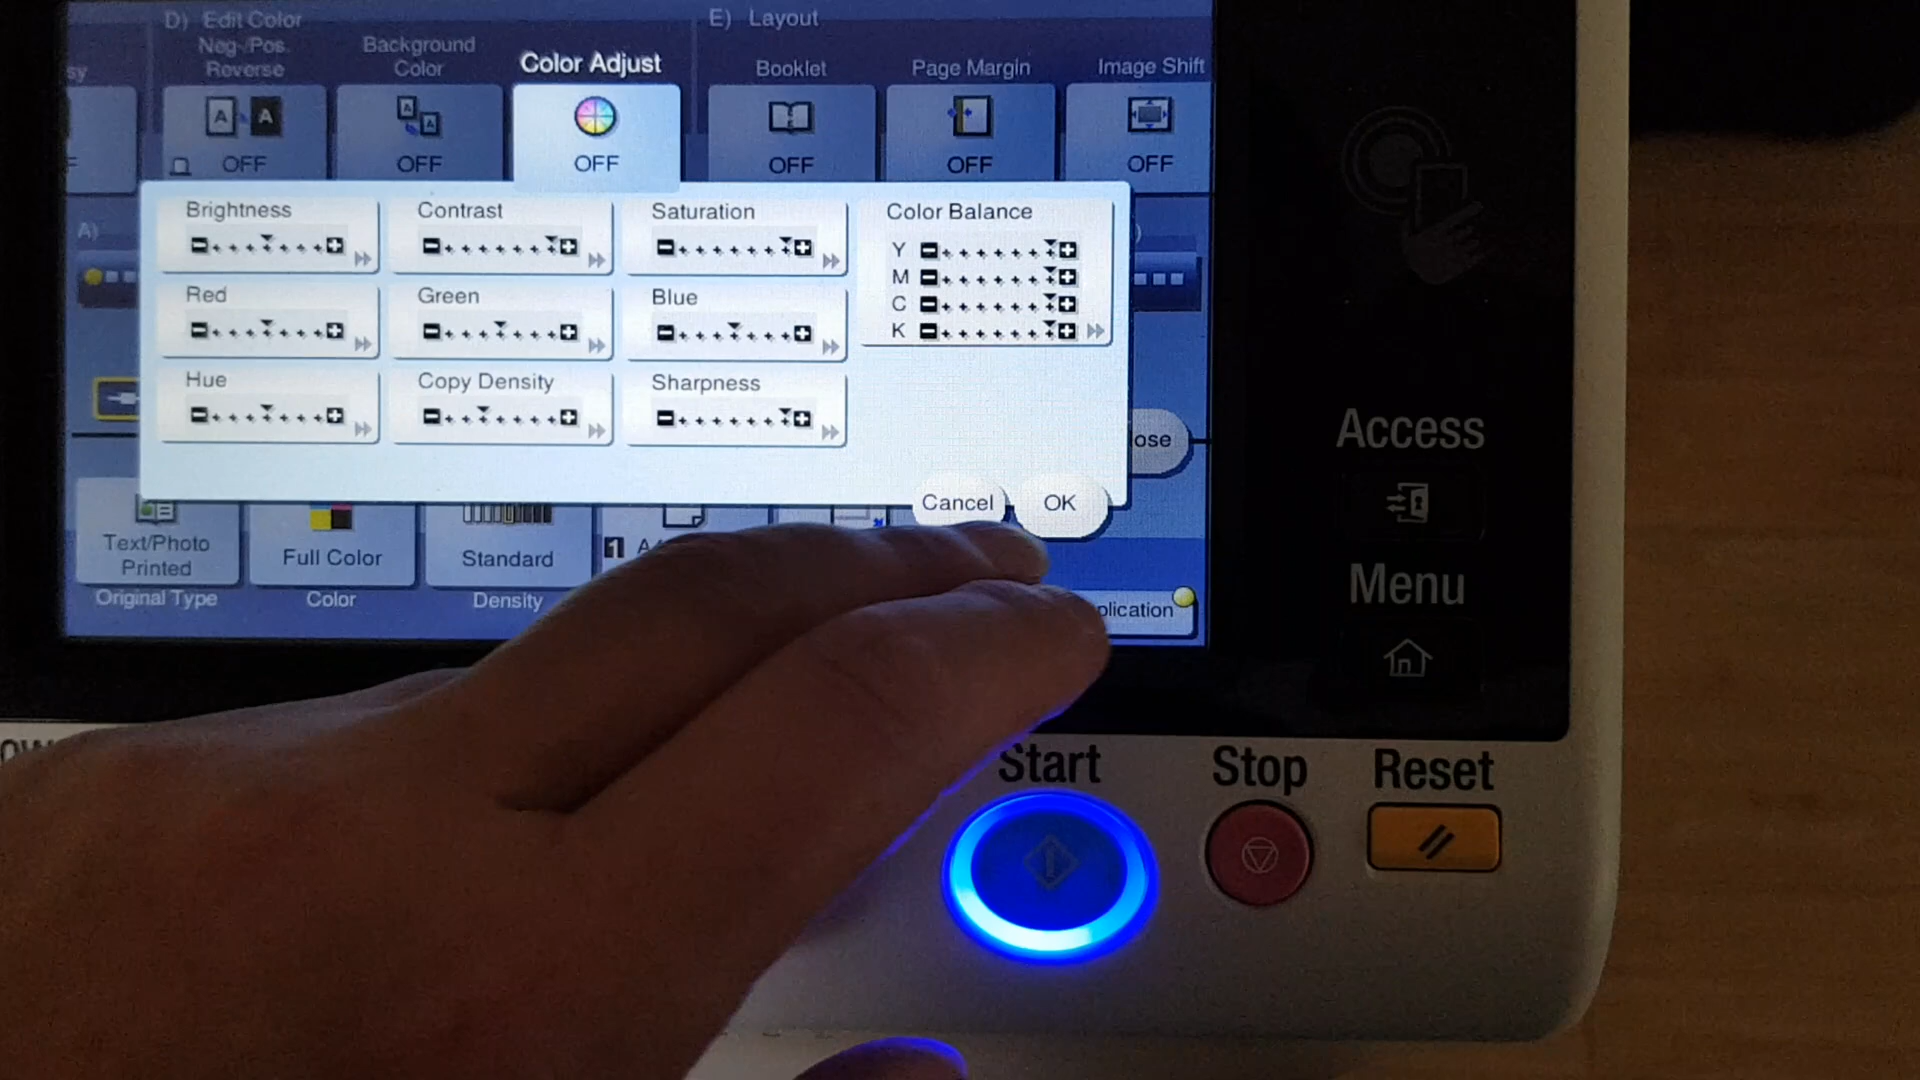 D) Edit Color
E) Layout
Neg-/Pos. Reverse
Background Color
Color Adjust
Booklet
Page Margin
Image Shift
OFF
OFF
OFF
OFF
OFF
OFF
A)
Brightness
Contrast
Saturation
Color Balance
Y
M
C
K
Red
Green
Blue
Hue
Copy Density
Sharpness
Cancel
OK
Text/Photo
Printed
Full Color
Standard
1
Original Type
Color
Density
Access
Menu
Start
Stop
Reset